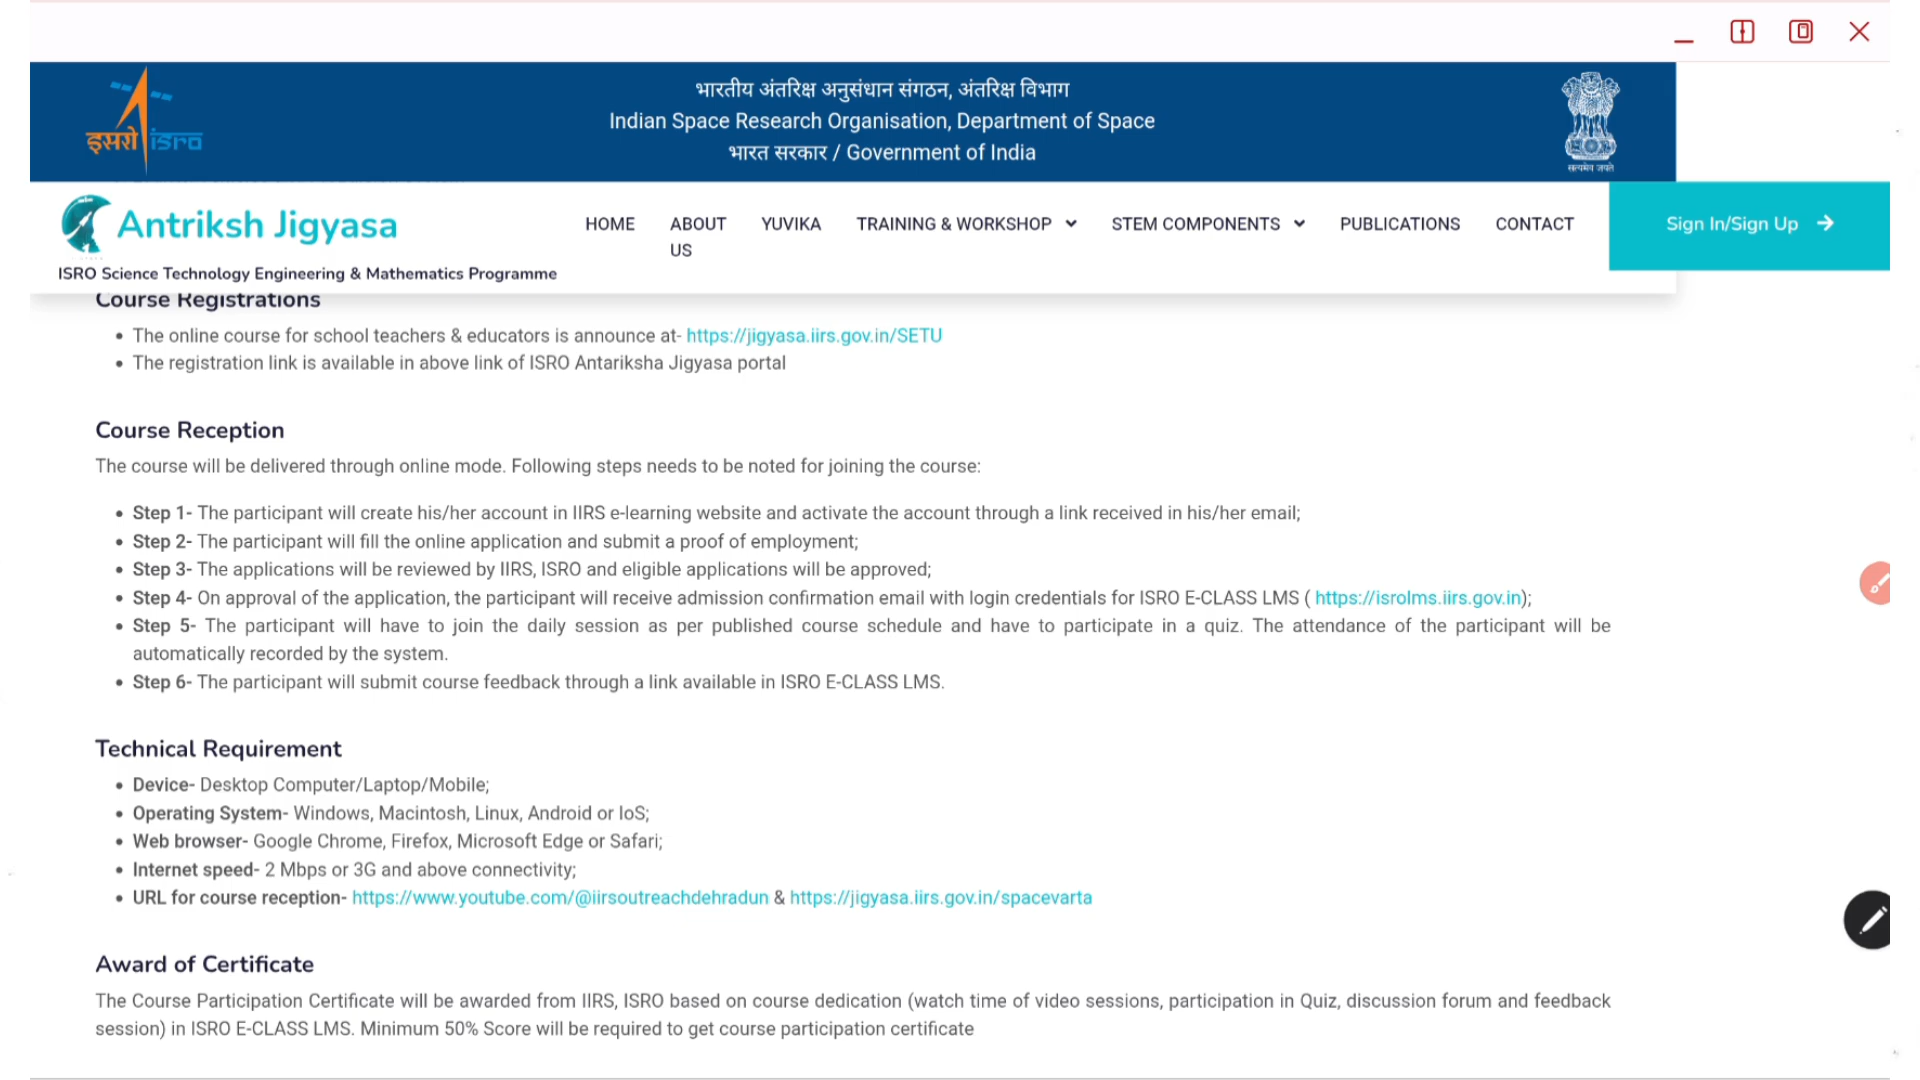 भारतीय अंतरिक्ष अनुसंधान संगठन, अंतरिक्ष विभाग
Indian Space Research Organisation, Department of Space
भारत सरकार / Government of India
इसरो isro
सत्यमेव जयते
Antriksh Jigyasa
ISRO Science Technology Engineering & Mathematics Programme
HOME ABOUT US YUVIKA TRAINING & WORKSHOP STEM COMPONENTS PUBLICATIONS CONTACT
Sign In/Sign Up
Course Registrations
The online course for school teachers & educators is announce at- https://jigyasa.iirs.gov.in/SETU
The registration link is available in above link of ISRO Antariksha Jigyasa portal
Course Reception
The course will be delivered through online mode. Following steps needs to be noted for joining the course:
Step 1- The participant will create his/her account in IIRS e-learning website and activate the account through a link received in his/her email;
Step 2- The participant will fill the online application and submit a proof of employment;
Step 3- The applications will be reviewed by IIRS, ISRO and eligible applications will be approved;
Step 4- On approval of the application, the participant will receive admission confirmation email with login credentials for ISRO E-CLASS LMS ( https://isrolms.iirs.gov.in);
Step 5- The participant will have to join the daily session as per published course schedule and have to participate in a quiz. The attendance of the participant will be
automatically recorded by the system.
Step 6- The participant will submit course feedback through a link available in ISRO E-CLASS LMS.
Technical Requirement
Device- Desktop Computer/Laptop/Mobile;
Operating System- Windows, Macintosh, Linux, Android or IoS;
Web browser- Google Chrome, Firefox, Microsoft Edge or Safari;
Internet speed- 2 Mbps or 3G and above connectivity;
URL for course reception- https://www.youtube.com/@iirsoutreachdehradun & https://jigyasa.iirs.gov.in/spacevarta
Award of Certificate
The Course Participation Certificate will be awarded from IIRS, ISRO based on course dedication (watch time of video sessions, participation in Quiz, discussion forum and feedback
session) in ISRO E-CLASS LMS. Minimum 50% Score will be required to get course participation certificate